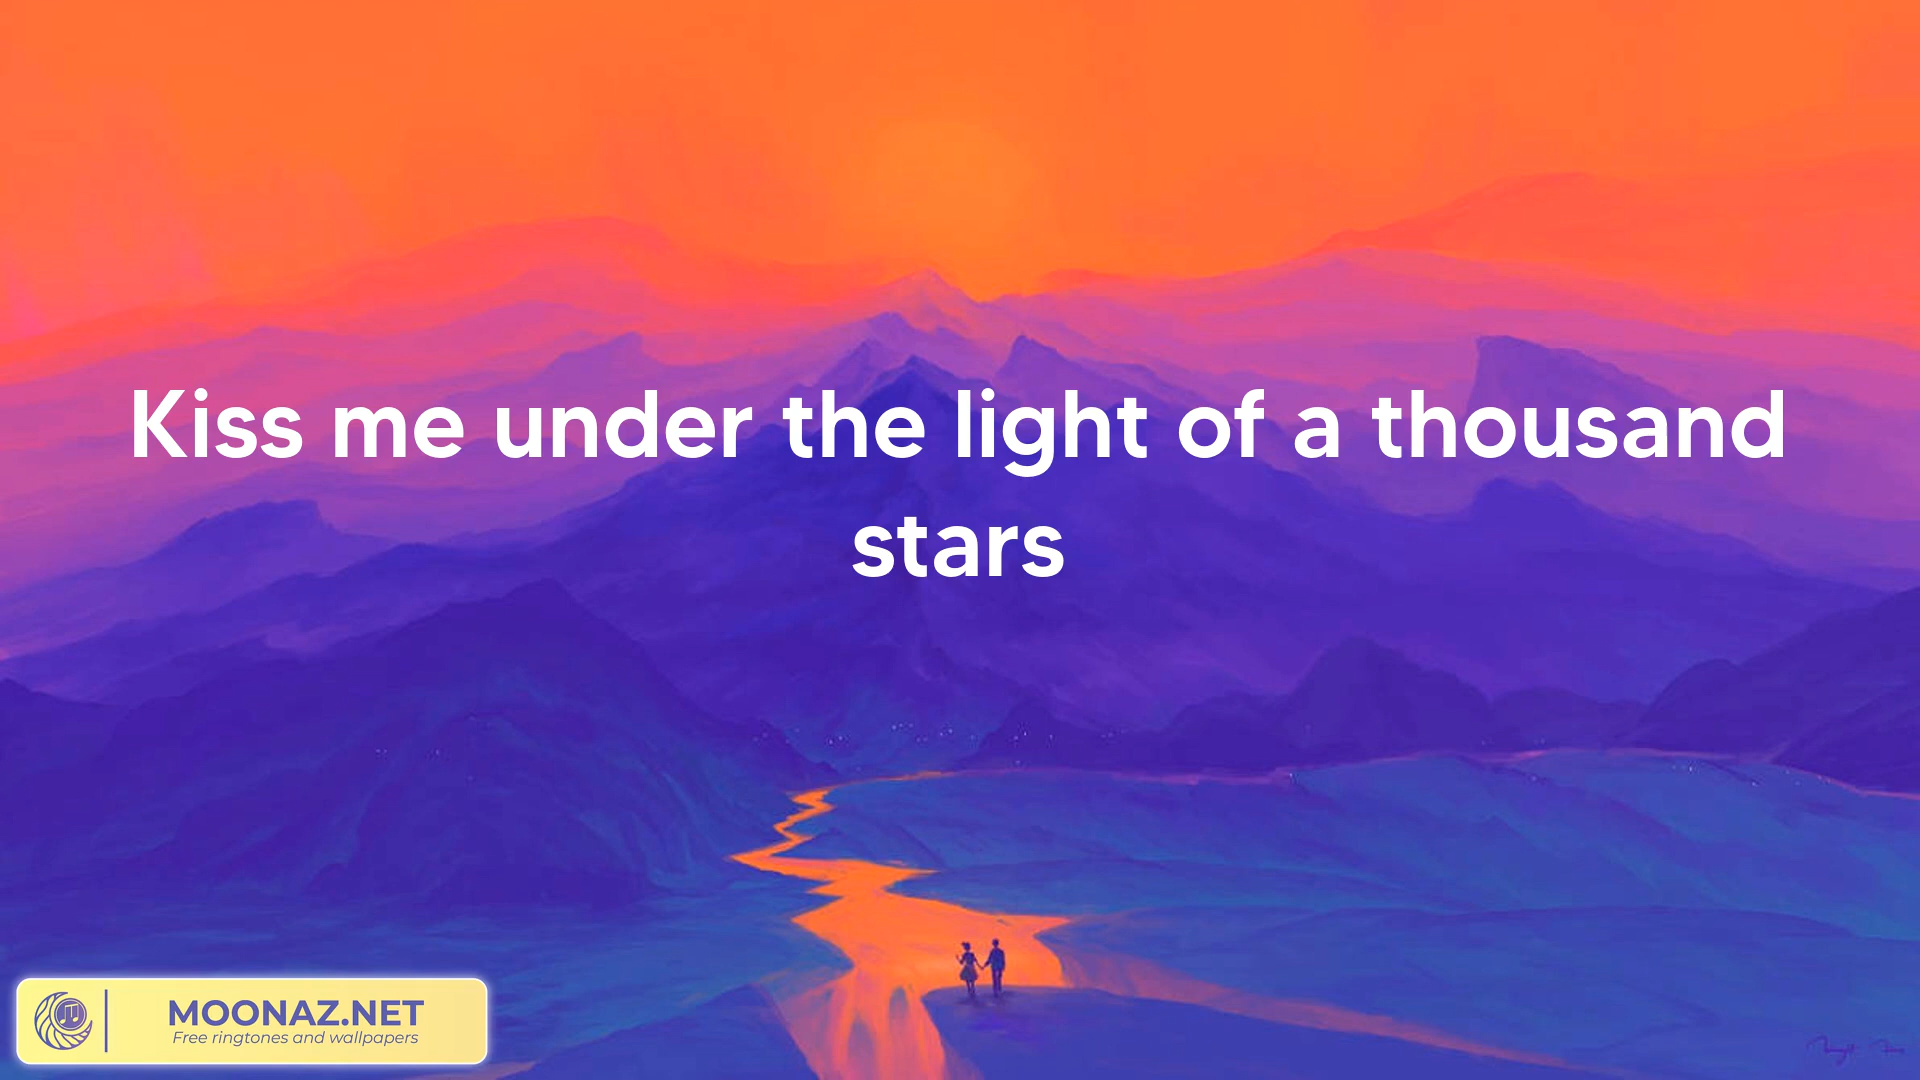 Kiss me under the light of a thousand
stars
MOONAZ.NET
Free ringtones and wallpapers